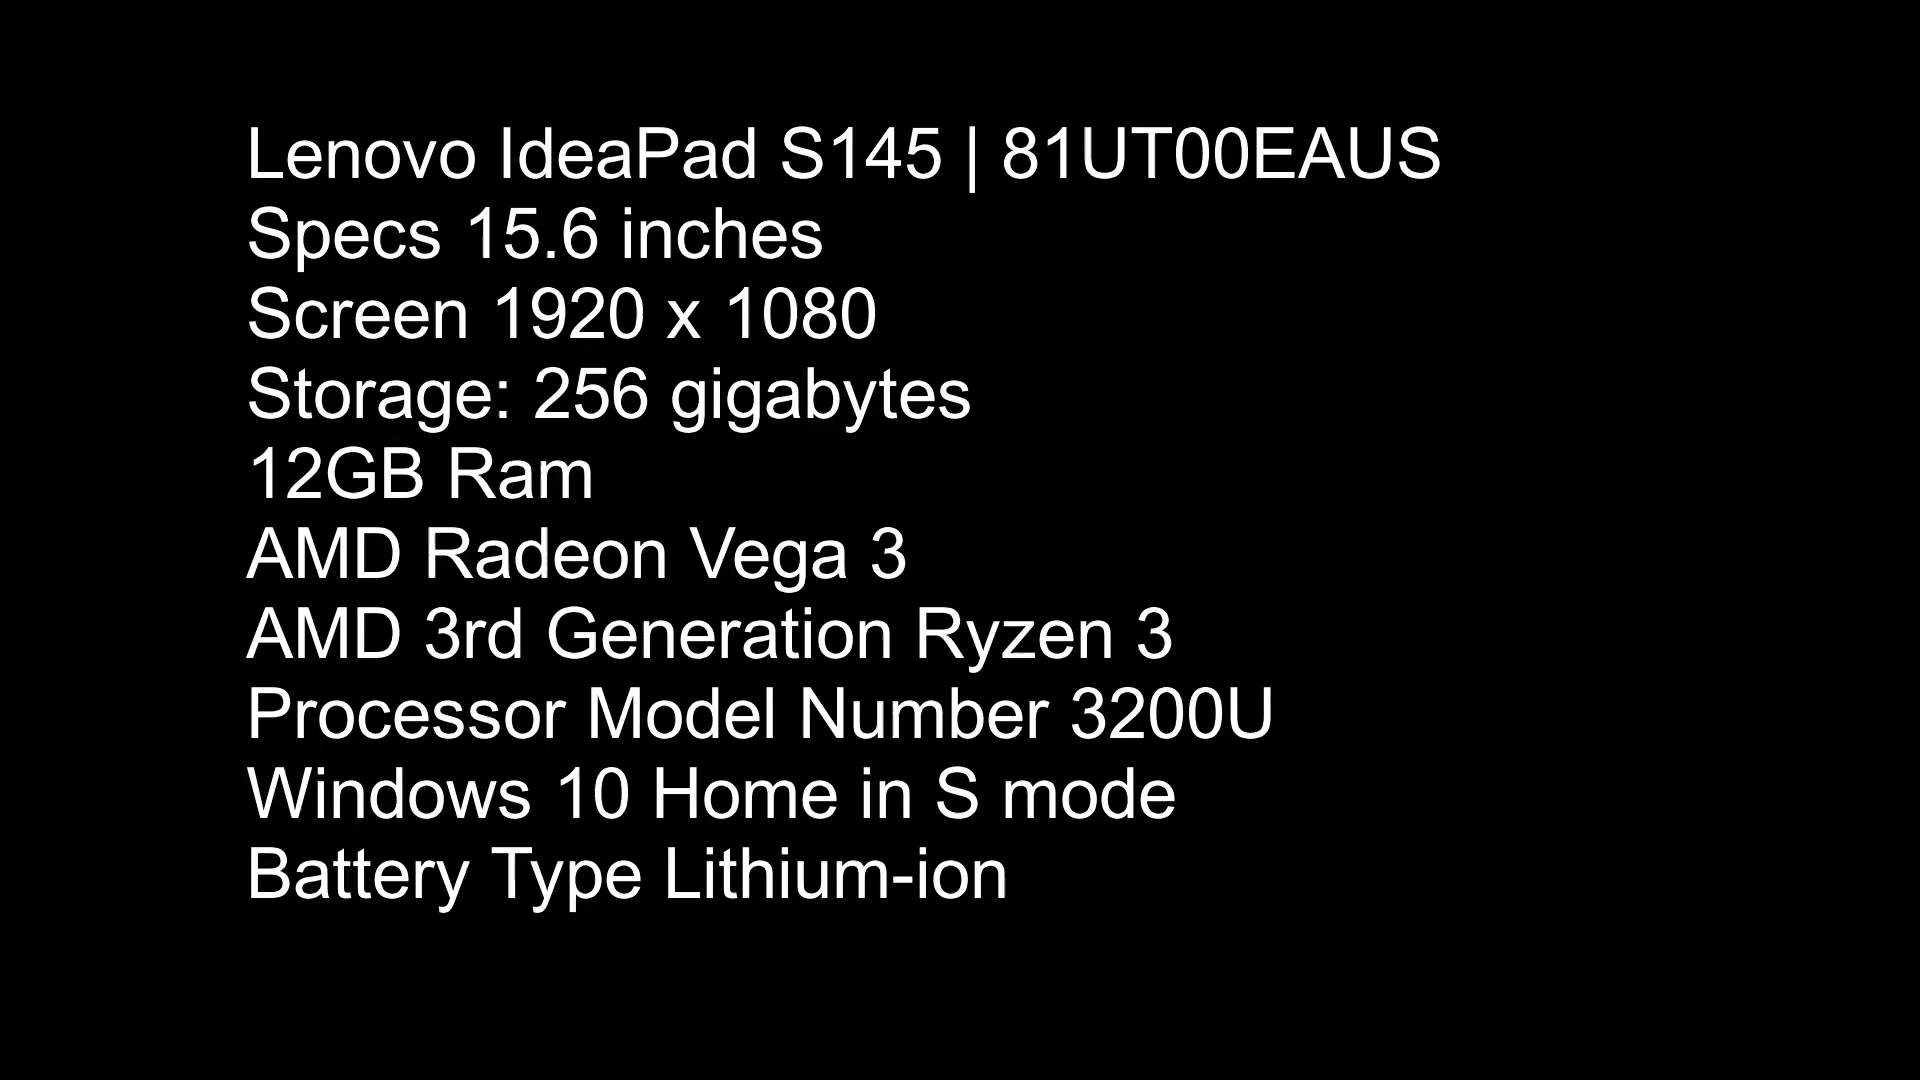 Lenovo IdeaPad S145 | 81UT00EAUS
Specs 15.6 inches
Screen 1920 x 1080
Storage: 256 gigabytes
12GB Ram
AMD Radeon Vega 3
AMD 3rd Generation Ryzen 3
Processor Model Number 3200U
Windows 10 Home in S mode
Battery Type Lithium-ion